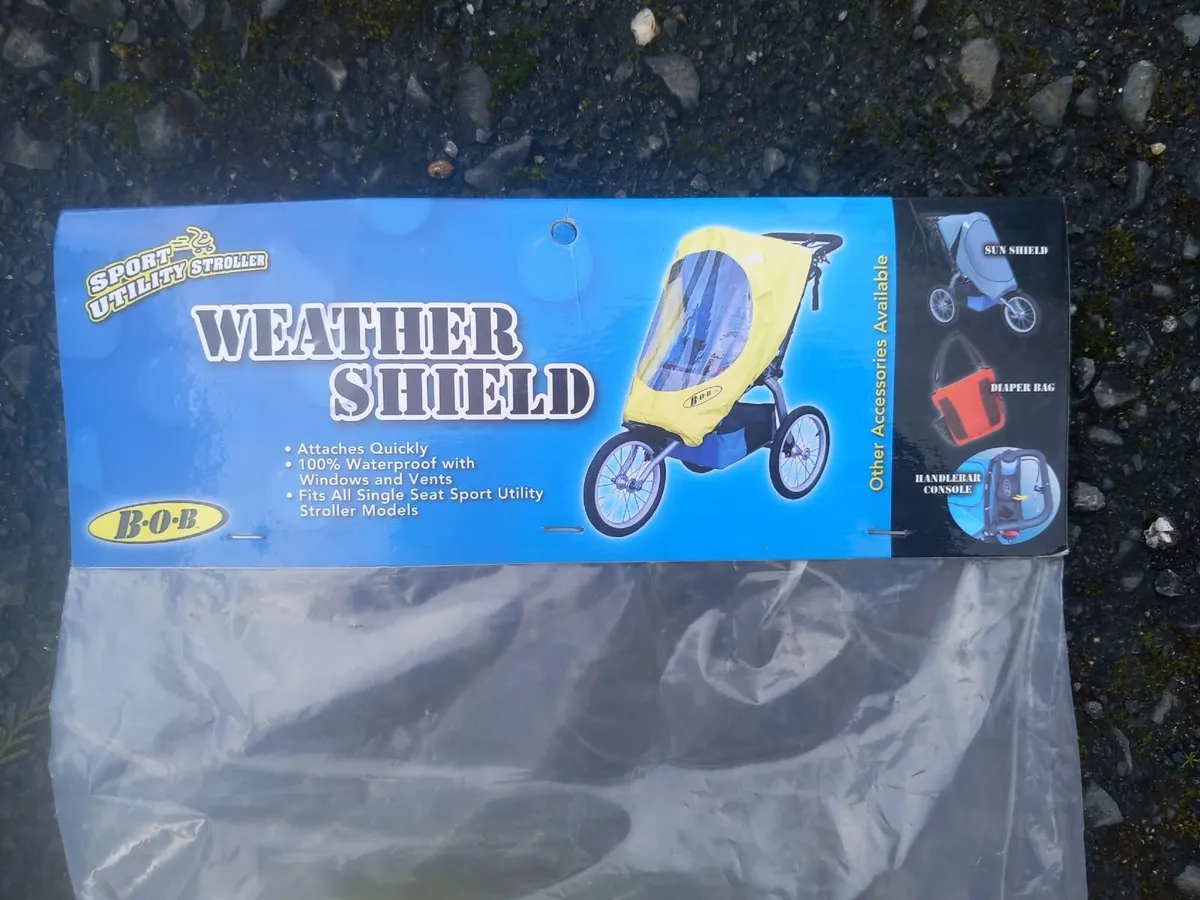 SPORT
UTILITY STROLLER
WEATHER
SHIELD
• Attaches Quickly
• 100% Waterproof with
Windows and Vents
• Fits All Single Seat Sport Utility
Stroller Models
B·O·B™
B·O·B
Other Accessories Available
SUN SHIELD
DIAPER BAG
HANDLEBAR
CONSOLE